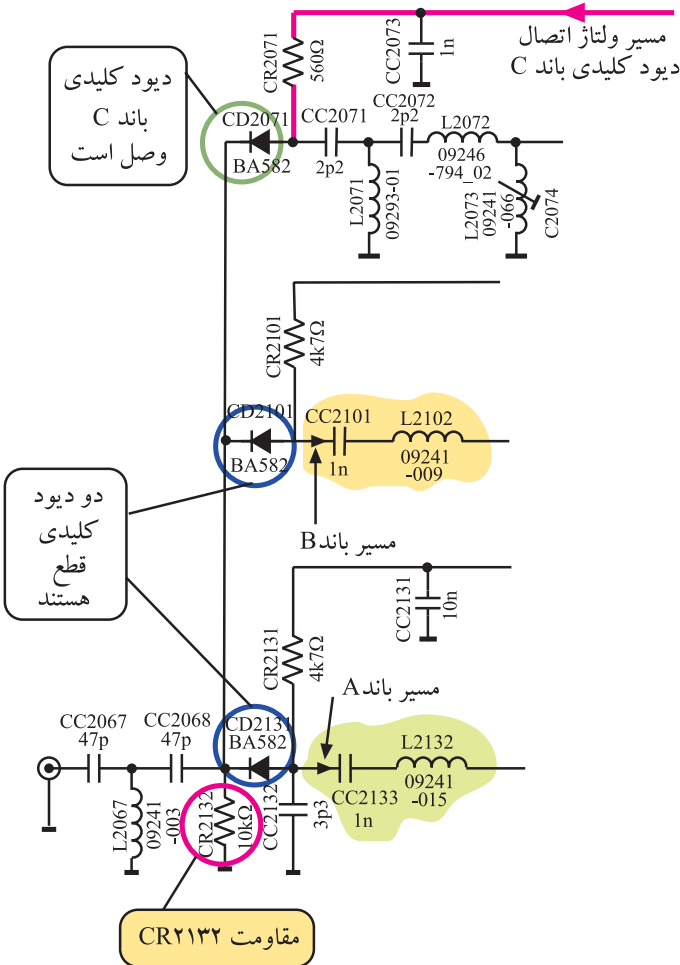 مسیر ولتاژ اتصال
دیود کلیدی باند C
دیود کلیدی
باند C
وصل است
CR2071
560Ω
CC2073
1n
CD2071
BA582
CC2071
2p2
CC2072
2p2
L2072
09246
-794_02
L2071
09293-01
L2073
09241
-066
C2074
CR2101
4k7Ω
CD2101
BA582
CC2101
1n
L2102
09241
-009
مسیر باندB
دو دیود
کلیدی
قطع
هستند
CC2131
10n
CR2131
4k7Ω
مسیر باندA
CC2067
47p
CC2068
47p
CD2131
BA582
L2132
09241
-015
CC2133
1n
L2067
09241
-003
CR2132
10kΩ
CC2132
3p3
مقاومت CR۲۱۳۲